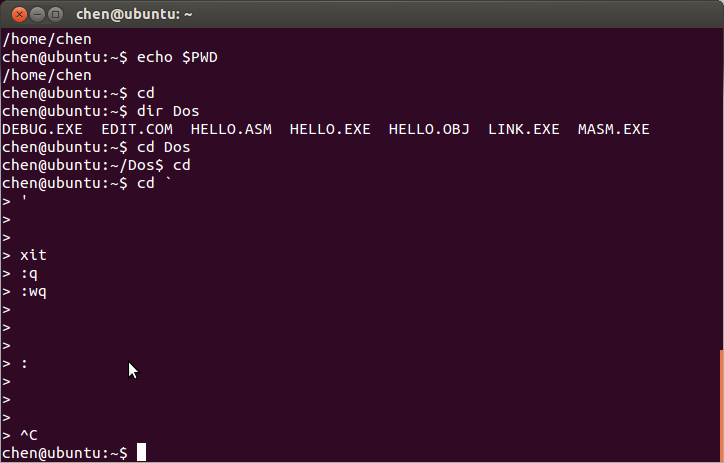 chen@ubuntu: ~
/home/chen
chen@ubuntu:~$ echo $PWD
/home/chen
chen@ubuntu:~$ cd
chen@ubuntu:~$ dir Dos
DEBUG.EXE  EDIT.COM  HELLO.ASM  HELLO.EXE  HELLO.OBJ  LINK.EXE  MASM.EXE
chen@ubuntu:~$ cd Dos
chen@ubuntu:~/Dos$ cd
chen@ubuntu:~$ cd `
> '
>
>
> xit
> :q
> :wq
>
>
>
> :
>
>
>
> ^C
chen@ubuntu:~$